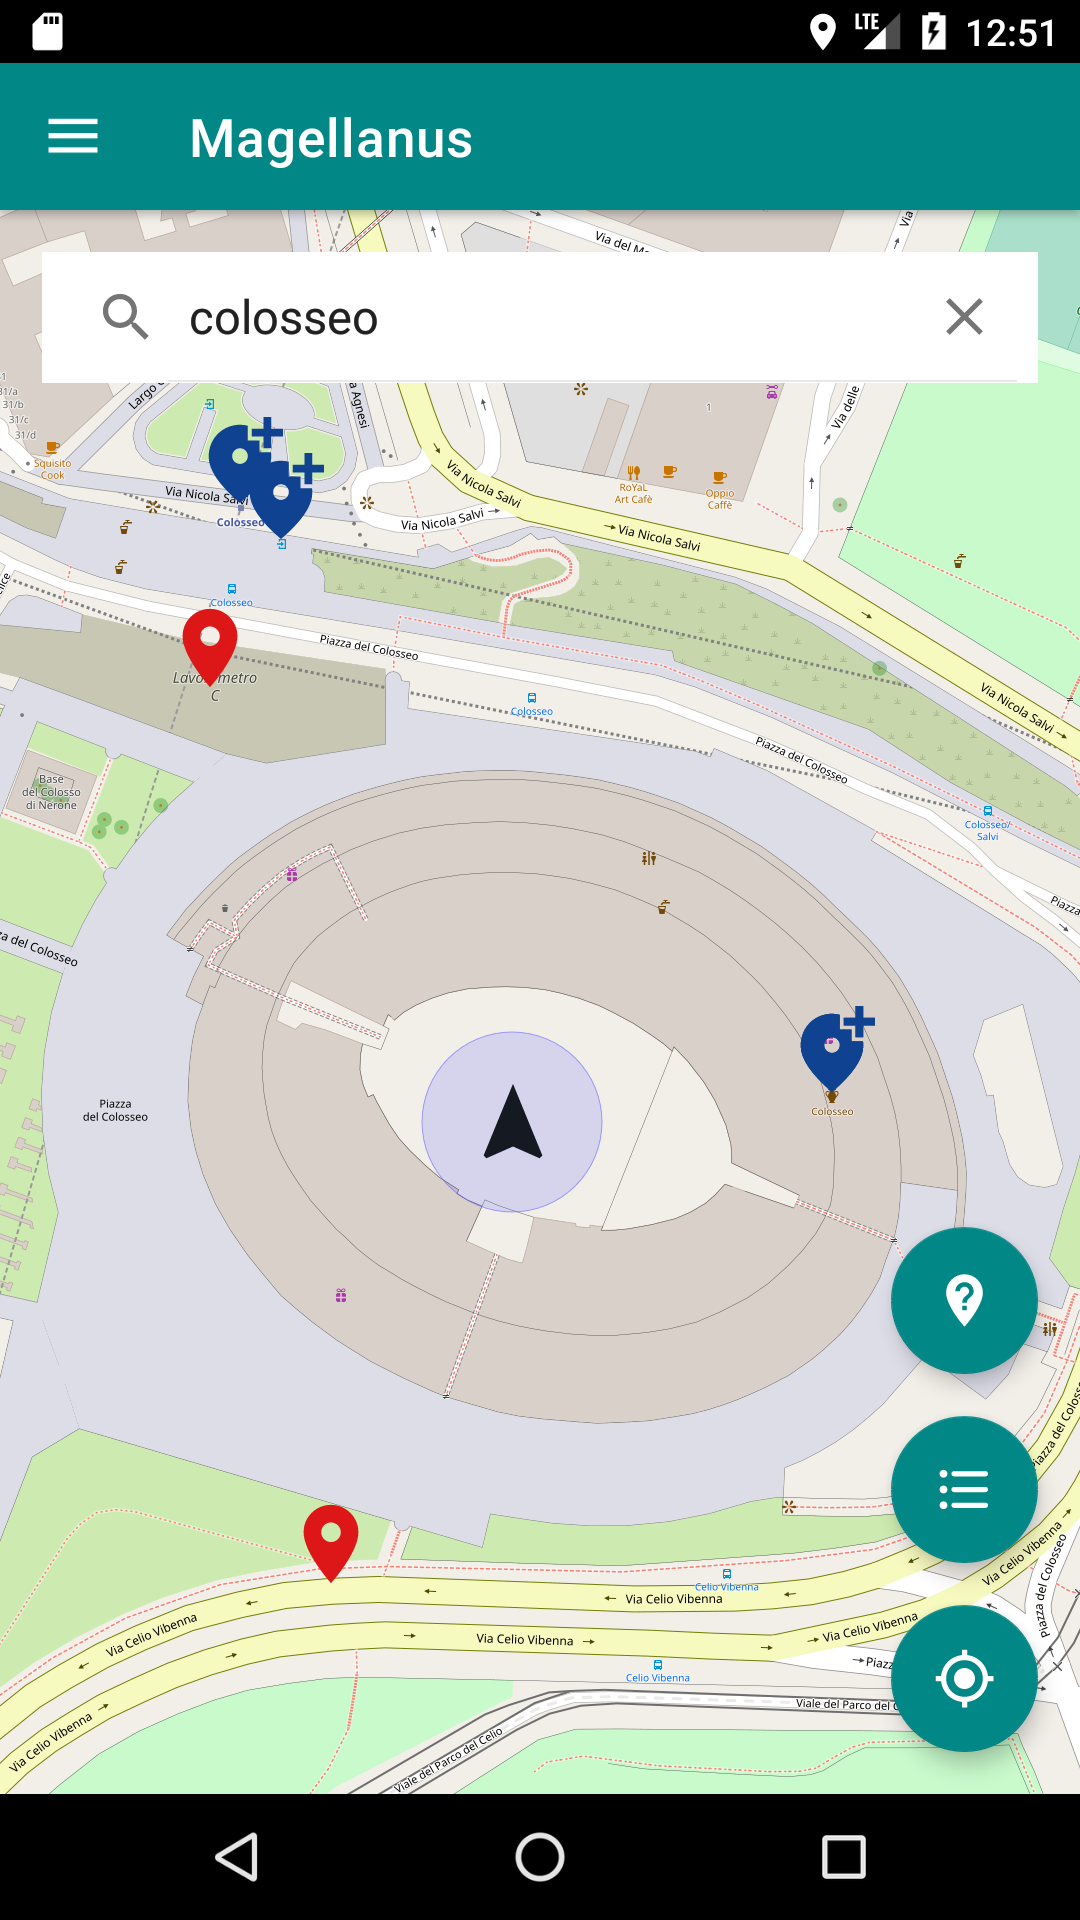 LTE 12:51
Magellanus
Via del M
Via
colosseo
31/a
31/b
31/c
31/d
Largo
Agnesi
Via delle
1
Squisito
Cook
Via Nicola Salvi
RoYaL
Art Cafè
Oppio
Caffè
Via Nicola
Colosseo
Via Nicola Salvi
Via Nicola Salvi
Colosseo
Piazza del Colosseo
metro
C
Colosseo
Via Nicola Salvi
Piazza del Colosseo
Base
del Colosso
di Nerone
Colosseo/
Salvi
Piazza
del Colosseo
Piazza
del Colosseo
Colosseo
Piazza del Colosseo
Celio Vibenna
Via Celio Vibenna
Via Celio Vibenna
Piazza del Colosseo
Via Celio Vibenna
Via Celio Vibenna
Via Celio Vibenna
Piazz
Celio Vibenna
Viale del Parco del C
Via Celio Vibenna
Viale del Parco del Celio